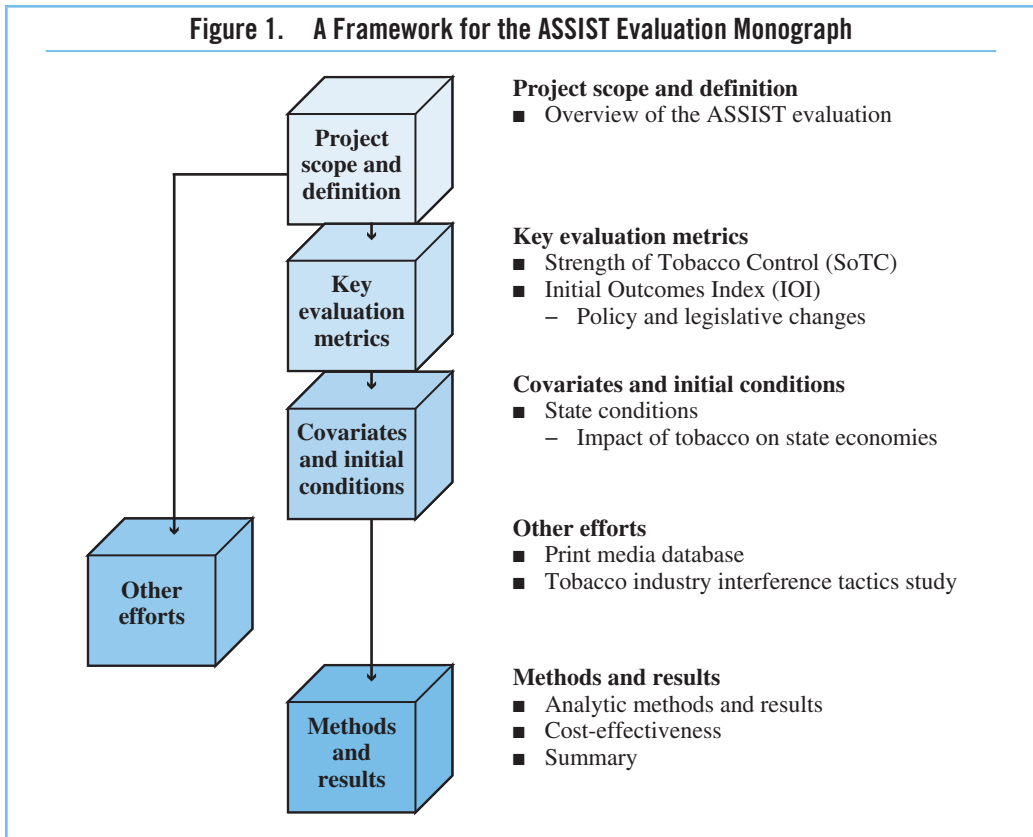 Figure 1. A Framework for the ASSIST Evaluation Monograph
Project
scope and
definition
Key
evaluation
metrics
Covariates
and initial
conditions
Other
efforts
Methods
and
results
Project scope and definition
■ Overview of the ASSIST evaluation
Key evaluation metrics
■ Strength of Tobacco Control (SoTC)
■ Initial Outcomes Index (IOI)
– Policy and legislative changes
Covariates and initial conditions
■ State conditions
– Impact of tobacco on state economies
Other efforts
■ Print media database
■ Tobacco industry interference tactics study
Methods and results
■ Analytic methods and results
■ Cost-effectiveness
■ Summary